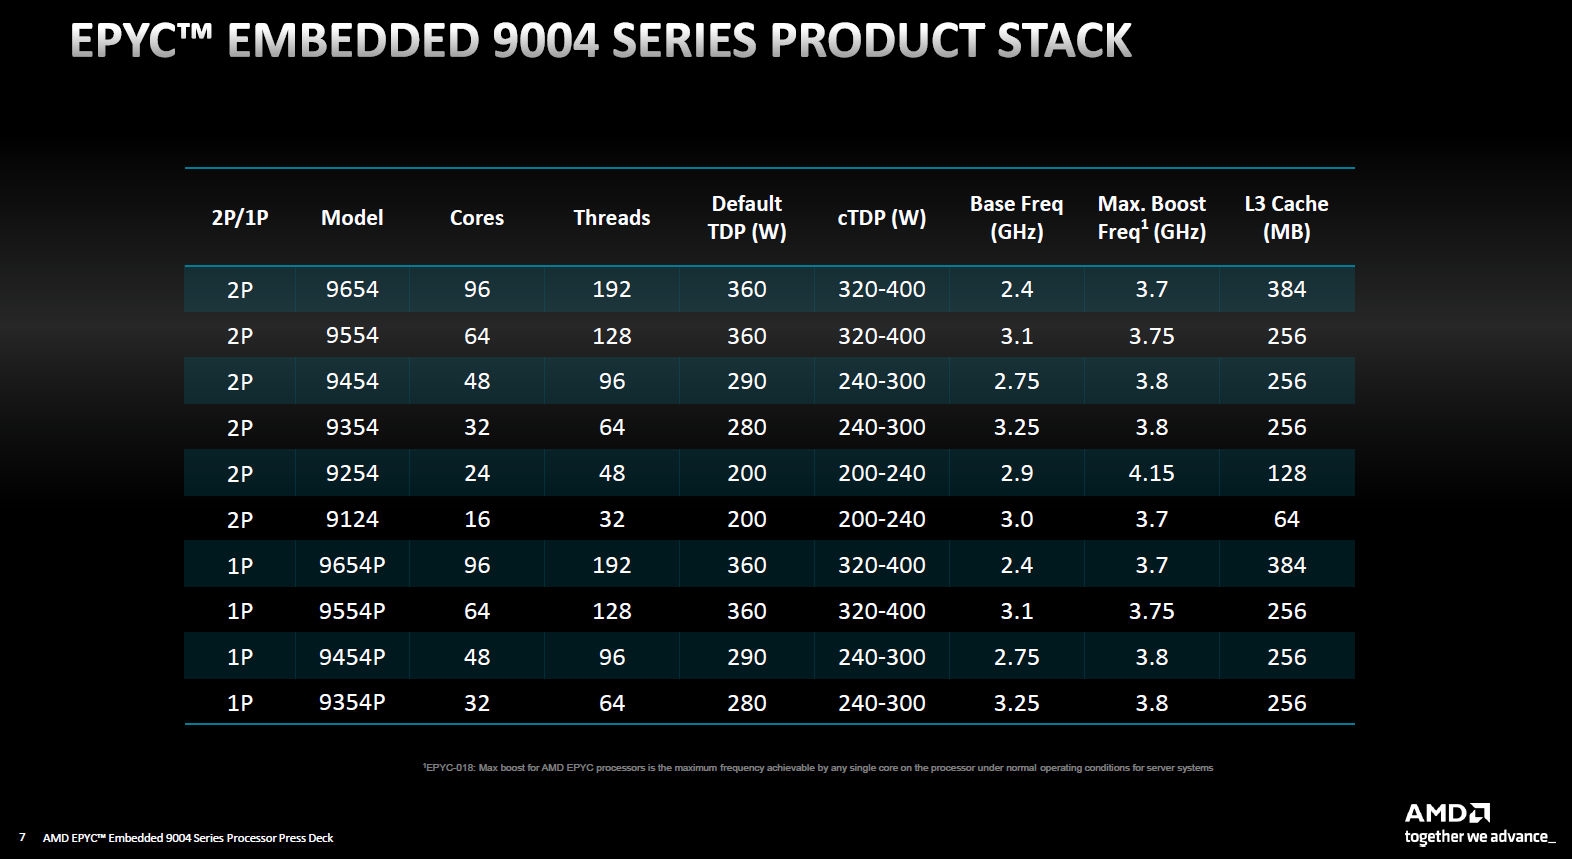 EPYC™ EMBEDDED 9004 SERIES PRODUCT STACK
2P/1P Model Cores Threads Default TDP (W) cTDP (W) Base Freq (GHz) Max. Boost Freq¹ (GHz) L3 Cache (MB)
2P 9654 96 192 360 320-400 2.4 3.7 384
2P 9554 64 128 360 320-400 3.1 3.75 256
2P 9454 48 96 290 240-300 2.75 3.8 256
2P 9354 32 64 280 240-300 3.25 3.8 256
2P 9254 24 48 200 200-240 2.9 4.15 128
2P 9124 16 32 200 200-240 3.0 3.7 64
1P 9654P 96 192 360 320-400 2.4 3.7 384
1P 9554P 64 128 360 320-400 3.1 3.75 256
1P 9454P 48 96 290 240-300 2.75 3.8 256
1P 9354P 32 64 280 240-300 3.25 3.8 256
¹EPYC-018: Max boost for AMD EPYC processors is the maximum frequency achievable by any single core on the processor under normal operating conditions for server systems
AMD
together we advance_
7 AMD EPYC™ Embedded 9004 Series Processor Press Deck